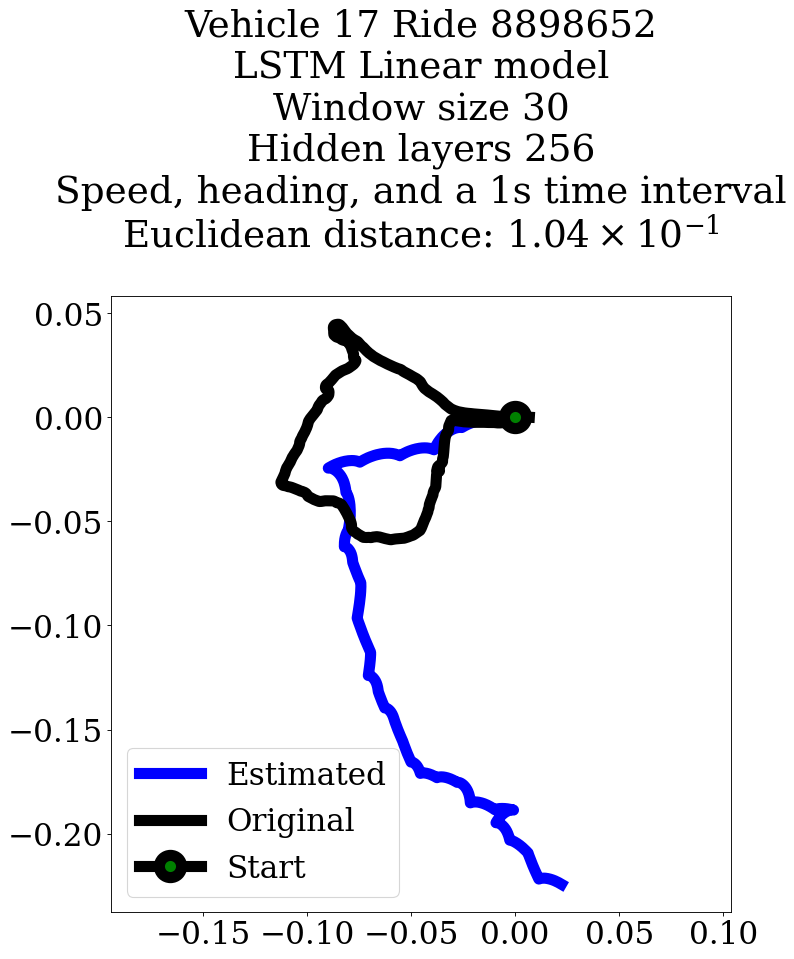 Vehicle 17 Ride 8898652
LSTM Linear model
Window size 30
Hidden layers 256
Speed, heading, and a 1s time interval
Euclidean distance: 1.04 × 10⁻¹
0.05
0.00
−0.05
−0.10
−0.15
−0.20
Estimated
Original
Start
−0.15 −0.10 −0.05 0.00 0.05 0.10